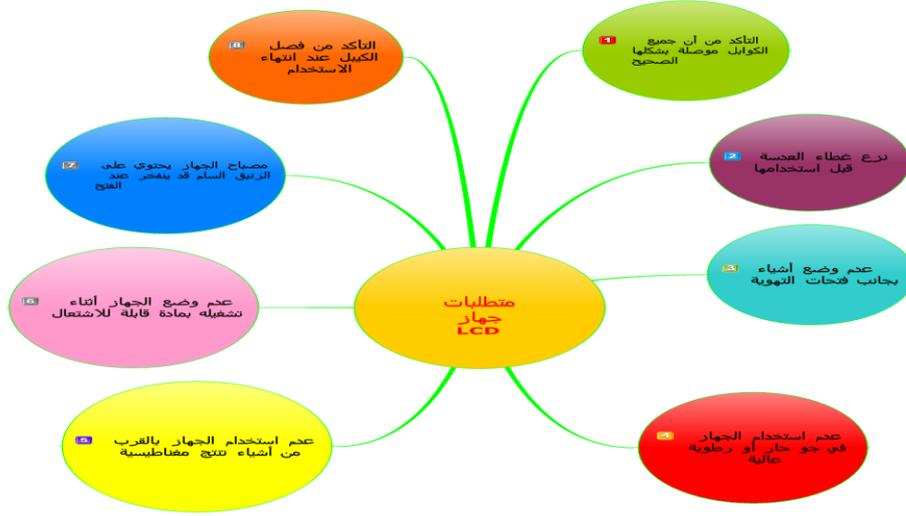 متطلبات
جهاز
LCD
1 التأكد من أن جميع
الكوابل موصلة بشكلها
الصحيح
2 نزع غطاء العدسة
قبل استخدامها
3 عدم وضع أشياء
بجانب فتحات التهوية
4 عدم استخدام الجهاز
في جو حار أو رطوبة
عالية
5 عدم استخدام الجهاز بالقرب
من أشياء تنتج مغناطيسية
6 عدم وضع الجهاز أثناء
تشغيله بمادة قابلة للاشتعال
7 مصباح الجهاز يحتوي على
الزئبق السام قد ينفجر عند
الفتح
8 التأكد من فصل
الكيبل عند انتهاء
الاستخدام